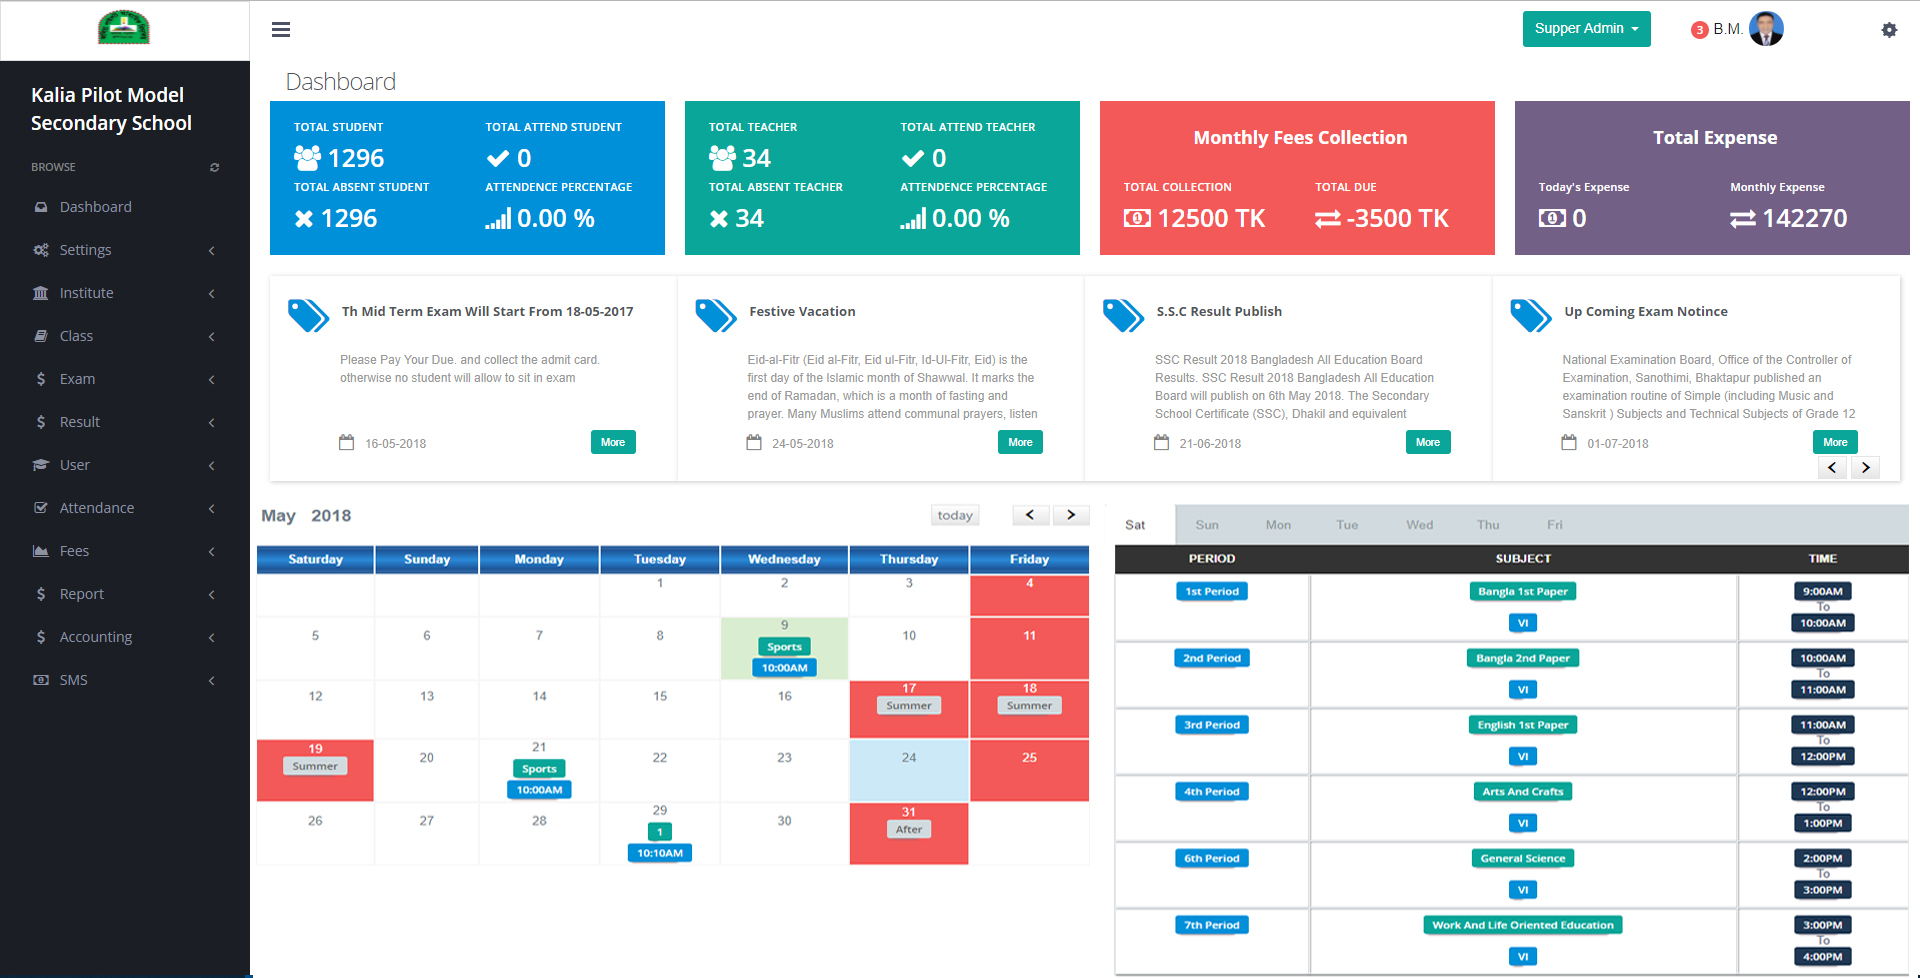 Supper Admin
3 B.M.
Kalia Pilot Model
Secondary School
BROWSE
Dashboard
Settings
Institute
Class
Exam
Result
User
Attendance
Fees
Report
Accounting
SMS
Dashboard
TOTAL STUDENT
1296
TOTAL ATTEND STUDENT
0
TOTAL ABSENT STUDENT
1296
ATTENDENCE PERCENTAGE
0.00 %
TOTAL TEACHER
34
TOTAL ATTEND TEACHER
0
TOTAL ABSENT TEACHER
34
ATTENDENCE PERCENTAGE
0.00 %
Monthly Fees Collection
TOTAL COLLECTION
12500 TK
TOTAL DUE
-3500 TK
Total Expense
Today's Expense
0
Monthly Expense
142270
Th Mid Term Exam Will Start From 18-05-2017
Please Pay Your Due. and collect the admit card.
otherwise no student will allow to sit in exam
16-05-2018
More
Festive Vacation
Eid-al-Fitr (Eid al-Fitr, Eid ul-Fitr, Id-Ul-Fitr, Eid) is the
first day of the Islamic month of Shawwal. It marks the
end of Ramadan, which is a month of fasting and
prayer. Many Muslims attend communal prayers, listen
24-05-2018
More
S.S.C Result Publish
SSC Result 2018 Bangladesh All Education Board
Results. SSC Result 2018 Bangladesh All Education
Board will publish on 6th May 2018. The Secondary
School Certificate (SSC), Dhakil and equivalent
21-06-2018
More
Up Coming Exam Notince
National Examination Board, Office of the Controller of
Examination, Sanothimi, Bhaktapur published an
examination routine of Simple (including Music and
Sanskrit ) Subjects and Technical Subjects of Grade 12
01-07-2018
More
May 2018
today
Saturday Sunday Monday Tuesday Wednesday Thursday Friday
1 2 3 4
5 6 7 8 9 10 11
Sports
10:00AM
12 13 14 15 16 17 18
Summer Summer
19 20 21 22 23 24 25
Summer Sports
10:00AM
26 27 28 29 30 31
1 After
10:10AM
Sat Sun Mon Tue Wed Thu Fri
PERIOD SUBJECT TIME
1st Period Bangla 1st Paper 9:00AM
To
VI 10:00AM
2nd Period Bangla 2nd Paper 10:00AM
To
VI 11:00AM
3rd Period English 1st Paper 11:00AM
To
VI 12:00PM
4th Period Arts And Crafts 12:00PM
To
VI 1:00PM
6th Period General Science 2:00PM
To
VI 3:00PM
7th Period Work And Life Oriented Education 3:00PM
To
VI 4:00PM